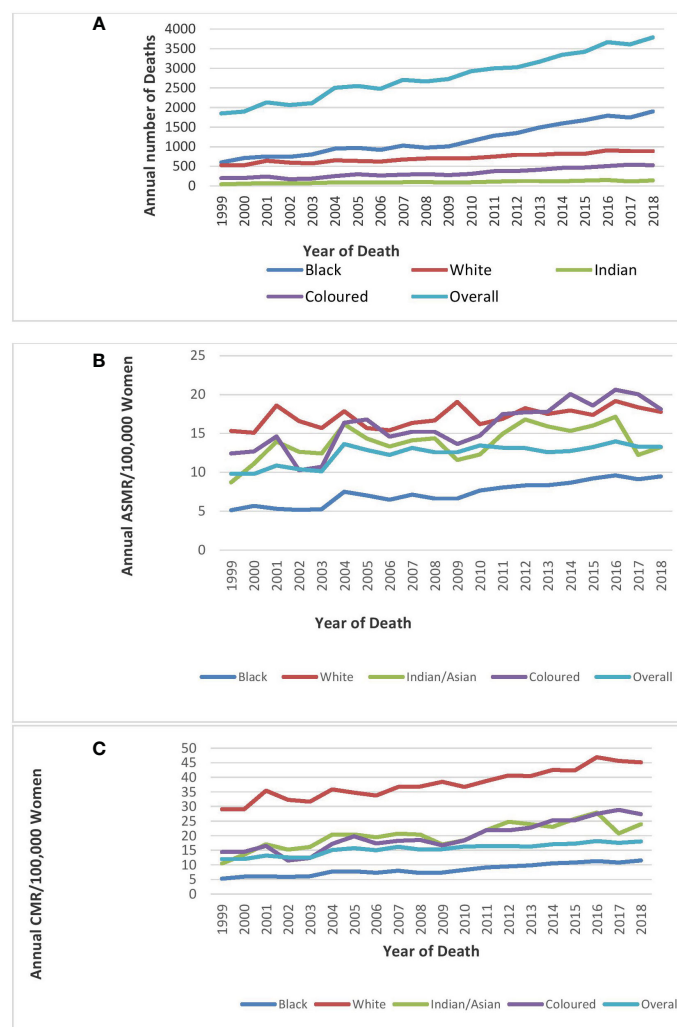 A
Annual number of Deaths
4000
3500
3000
2500
2000
1500
1000
500
0
1999 2000 2001 2002 2003 2004 2005 2006 2007 2008 2009 2010 2011 2012 2013 2014 2015 2016 2017 2018
Year of Death
Black White Indian
Coloured Overall
B
Annual ASMR/100,000 Women
25
20
15
10
5
0
1999 2000 2001 2002 2003 2004 2005 2006 2007 2008 2009 2010 2011 2012 2013 2014 2015 2016 2017 2018
Year of Death
Black White Indian/Asian Coloured Overall
C
Annual CMR/100,000 Women
50
45
40
35
30
25
20
15
10
5
0
1999 2000 2001 2002 2003 2004 2005 2006 2007 2008 2009 2010 2011 2012 2013 2014 2015 2016 2017 2018
Year of Death
Black White Indian/Asian Coloured Overall